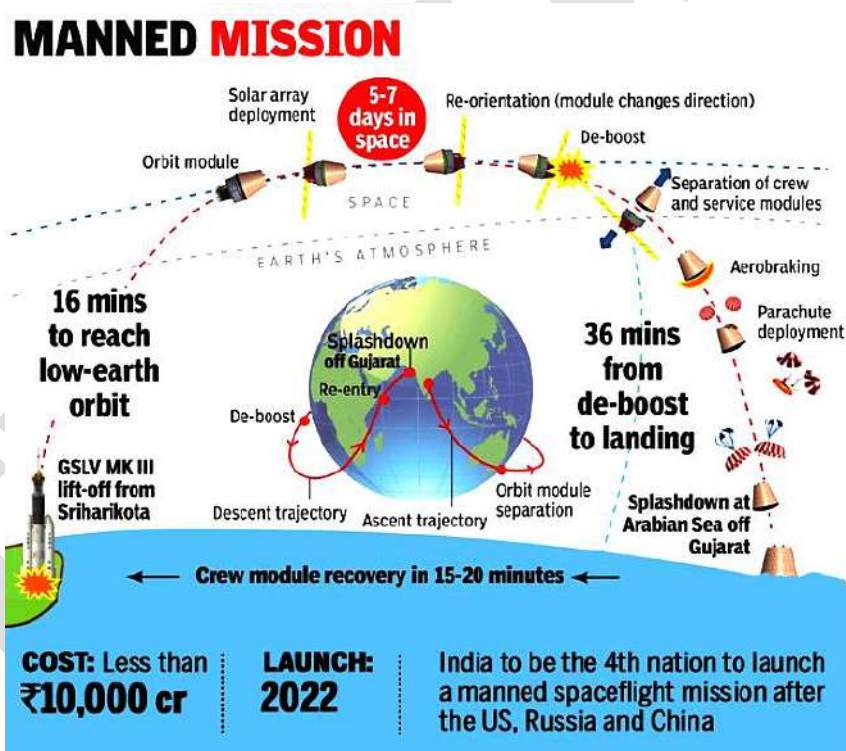 MANNED MISSION
Solar array
deployment
5-7
days in
space
Re-orientation (module changes direction)
De-boost
Orbit module
SPACE
Separation of crew
and service modules
EARTH'S ATMOSPHERE
Aerobraking
16 mins
to reach
low-earth
orbit
Parachute
deployment
36 mins
from
de-boost
to landing
Splashdown
off Gujarat
Re-entry
De-boost
GSLV MK III
lift-off from
Sriharikota
Descent trajectory
Ascent trajectory
Orbit module
separation
Splashdown at
Arabian Sea off
Gujarat
Crew module recovery in 15-20 minutes
COST: Less than
₹10,000 cr
LAUNCH:
2022
India to be the 4th nation to launch
a manned spaceflight mission after
the US, Russia and China